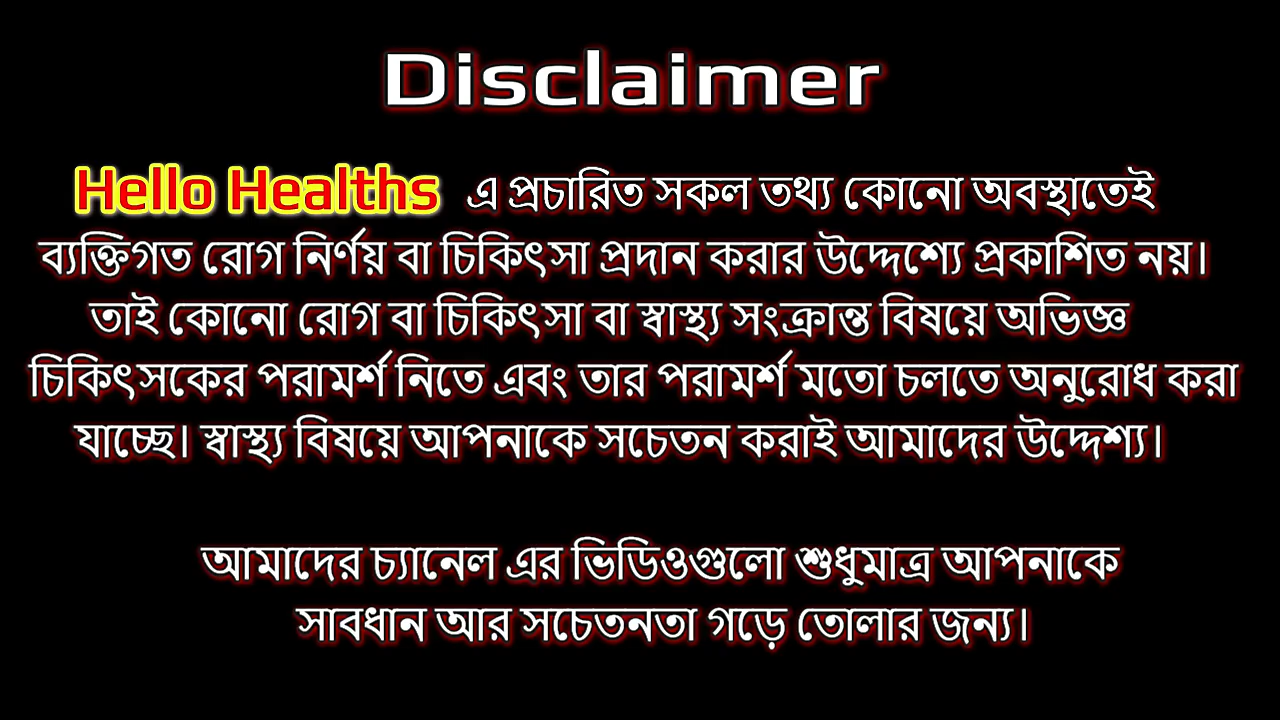 Disclaimer
Hello Healths এ প্রচারিত সকল তথ্য কোনো অবস্থাতেই
ব্যক্তিগত রোগ নির্ণয় বা চিকিৎসা প্রদান করার উদ্দেশ্যে প্রকাশিত নয়।
তাই কোনো রোগ বা চিকিৎসা বা স্বাস্থ্য সংক্রান্ত বিষয়ে অভিজ্ঞ
চিকিৎসকের পরামর্শ নিতে এবং তার পরামর্শ মতো চলতে অনুরোধ করা
যাচ্ছে। স্বাস্থ্য বিষয়ে আপনাকে সচেতন করাই আমাদের উদ্দেশ্য।
আমাদের চ্যানেল এর ভিডিওগুলো শুধুমাত্র আপনাকে
সাবধান আর সচেতনতা গড়ে তোলার জন্য।